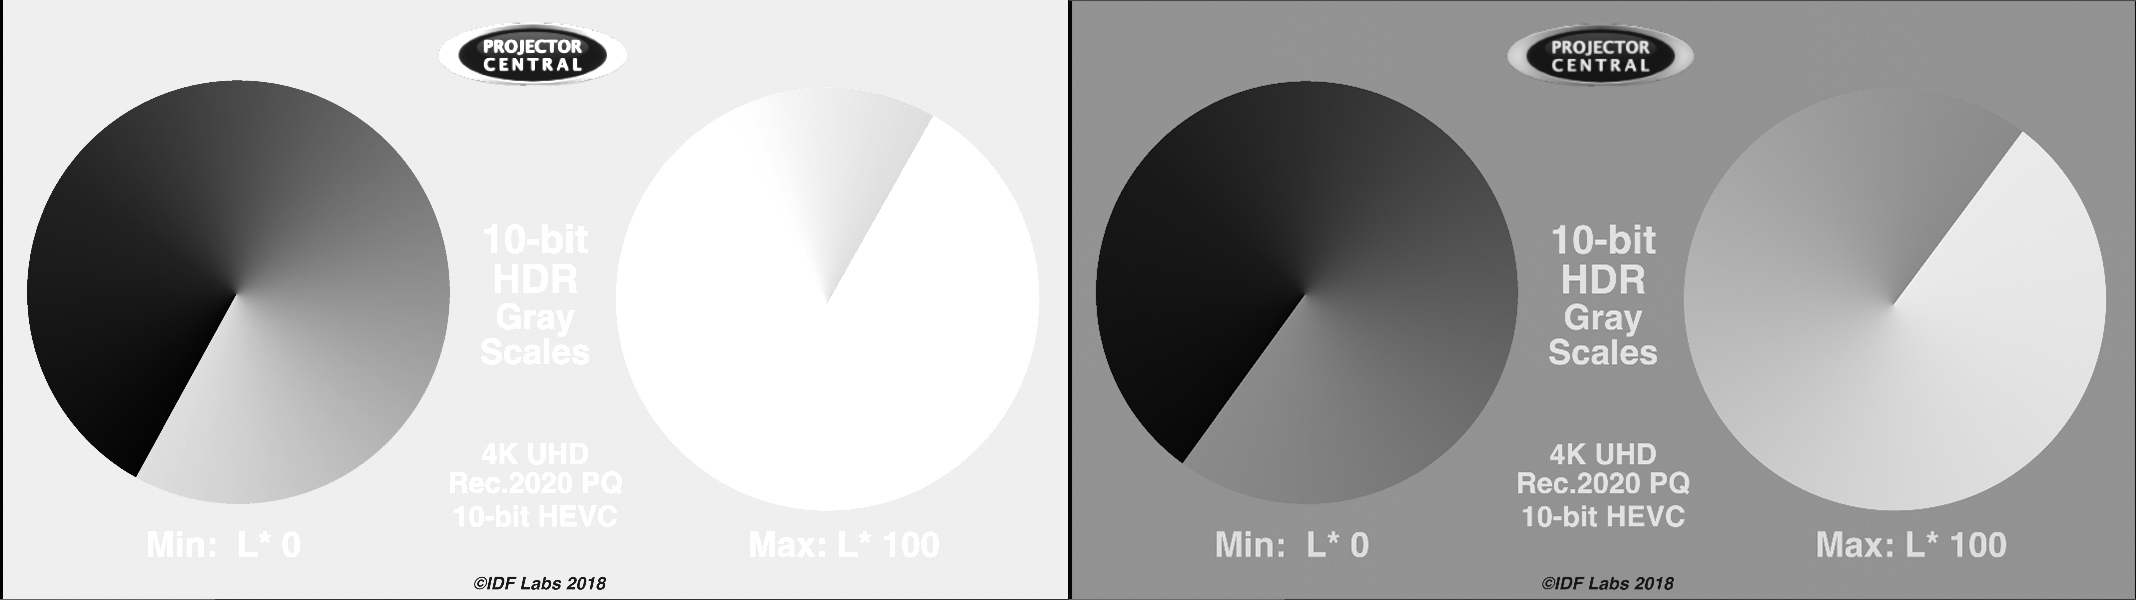 PROJECTOR
CENTRAL
10-bit
HDR
Gray
Scales
4K UHD
Rec.2020 PQ
10-bit HEVC
Min: L* 0
Max: L* 100
©IDF Labs 2018
PROJECTOR
CENTRAL
10-bit
HDR
Gray
Scales
4K UHD
Rec.2020 PQ
10-bit HEVC
Min: L* 0
Max: L* 100
©IDF Labs 2018